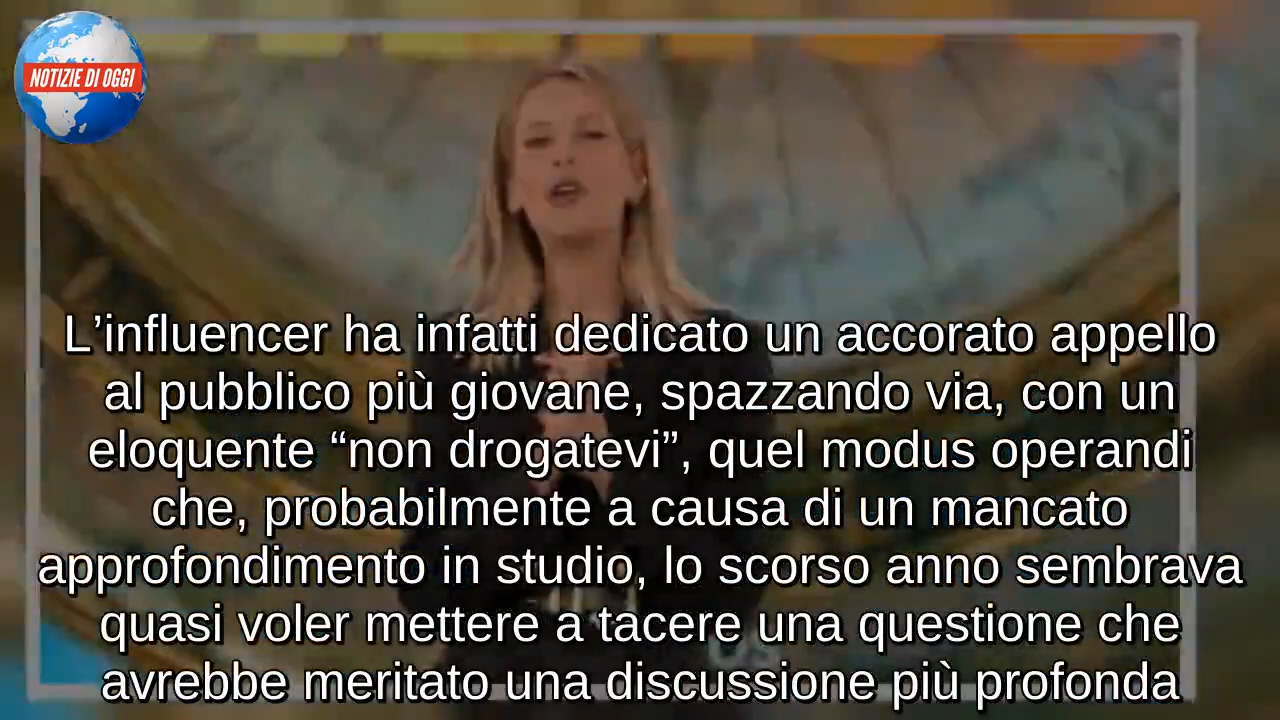 NOTIZIE DI OGGI
L’influencer ha infatti dedicato un accorato appello
al pubblico più giovane, spazzando via, con un
eloquente “non drogatevi”, quel modus operandi
che, probabilmente a causa di un mancato
approfondimento in studio, lo scorso anno sembrava
quasi voler mettere a tacere una questione che
avrebbe meritato una discussione più profonda